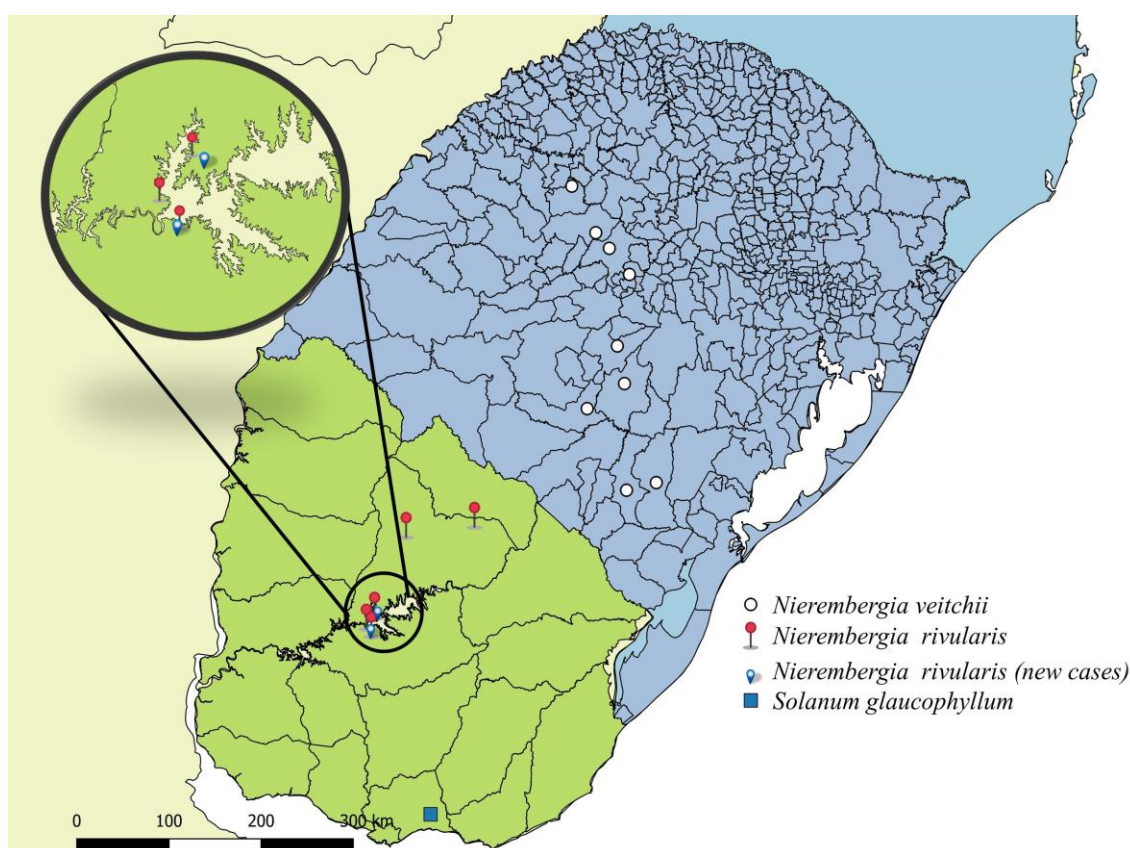 Nierembergia veitchii
Nierembergia rivularis
Nierembergia rivularis (new cases)
Solanum glaucophyllum
0 100 200 300 km